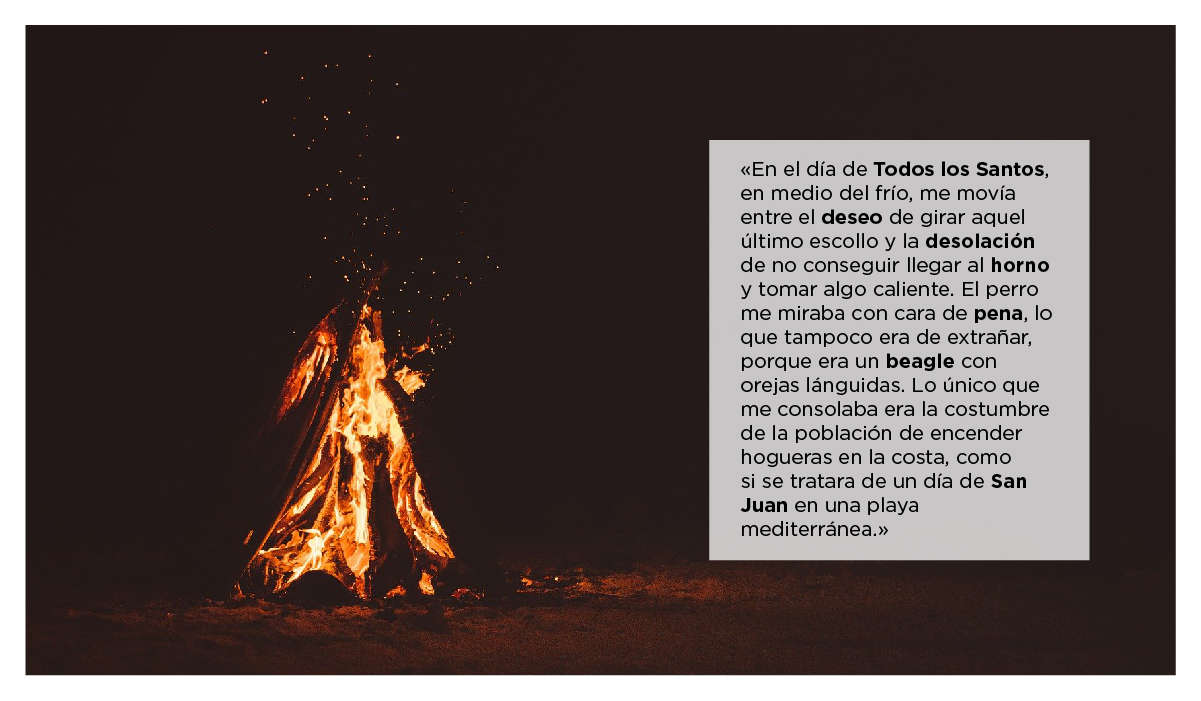 «En el día de Todos los Santos,
en medio del frío, me movía
entre el deseo de girar aquel
último escollo y la desolación
de no conseguir llegar al horno
y tomar algo caliente. El perro
me miraba con cara de pena, lo
que tampoco era de extrañar,
porque era un beagle con
orejas lánguidas. Lo único que
me consolaba era la costumbre
de la población de encender
hogueras en la costa, como
si se tratara de un día de San
Juan en una playa
mediterránea.»